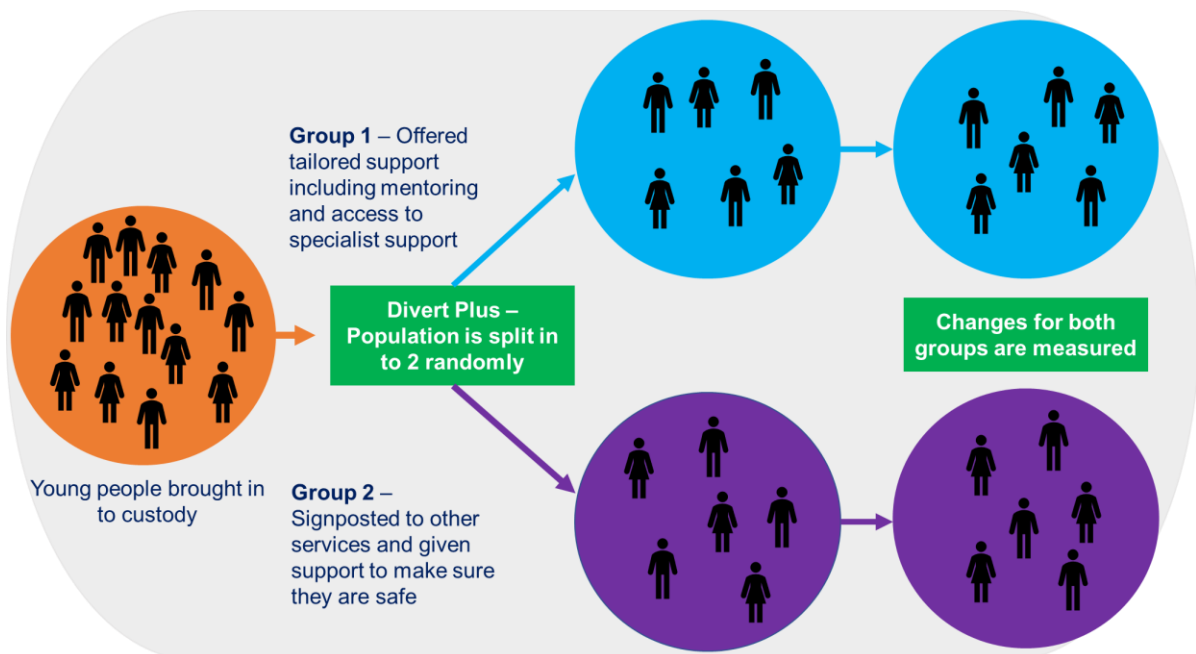 Group 1 – Offered
tailored support
including mentoring
and access to
specialist support
Divert Plus –
Population is split in
to 2 randomly
Changes for both
groups are measured
Young people brought in
to custody
Group 2 –
Signposted to other
services and given
support to make sure
they are safe